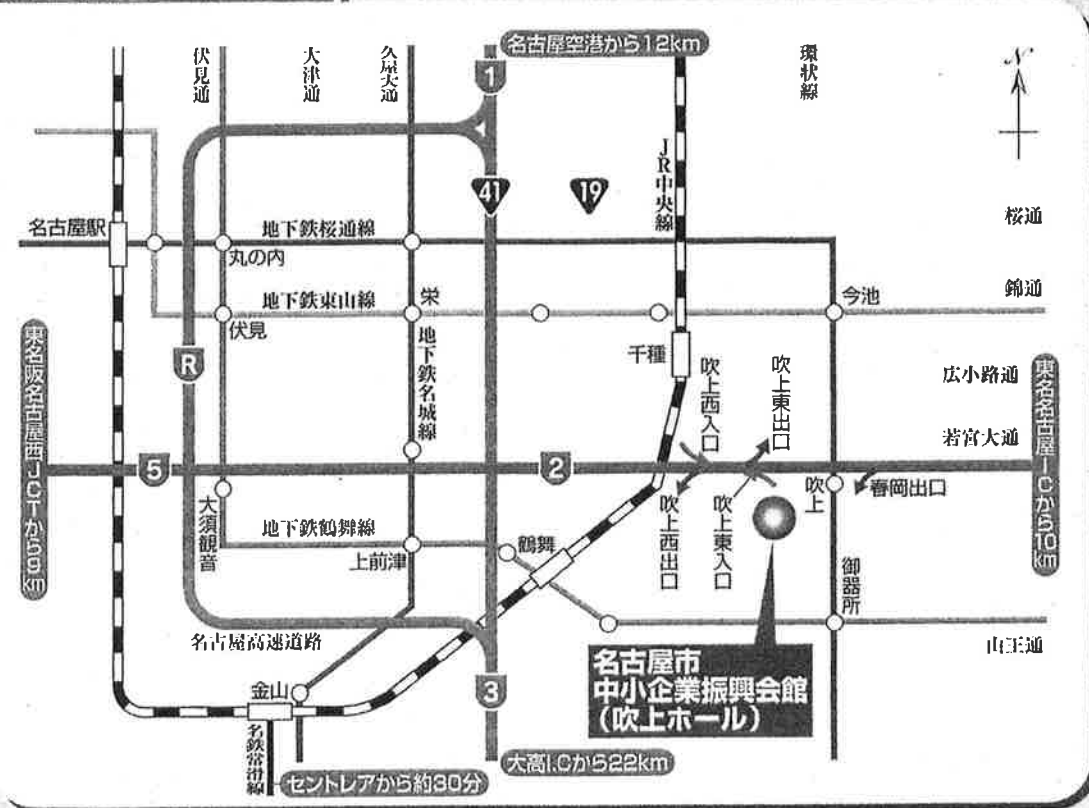 名古屋空港から12km
伏見通
大津通
久屋大通
環状線
N
1
JR中央線
41
19
桜通
名古屋駅
地下鉄桜通線
丸の内
地下鉄東山線
栄
今池
錦通
伏見
地下鉄名城線
千種
東名阪名古屋西JCTから9km
R
吹上西入口
吹上東出口
広小路通
東名名古屋I.Cから10km
若宮大通
5
2
大須観音
吹上
春岡出口
吹上西出口
吹上東入口
地下鉄鶴舞線
上前津
鶴舞
御器所
名古屋高速道路
山王通
名古屋市
中小企業振興会館
(吹上ホール)
金山
3
名鉄常滑線
大高I.Cから22km
セントレアから約30分